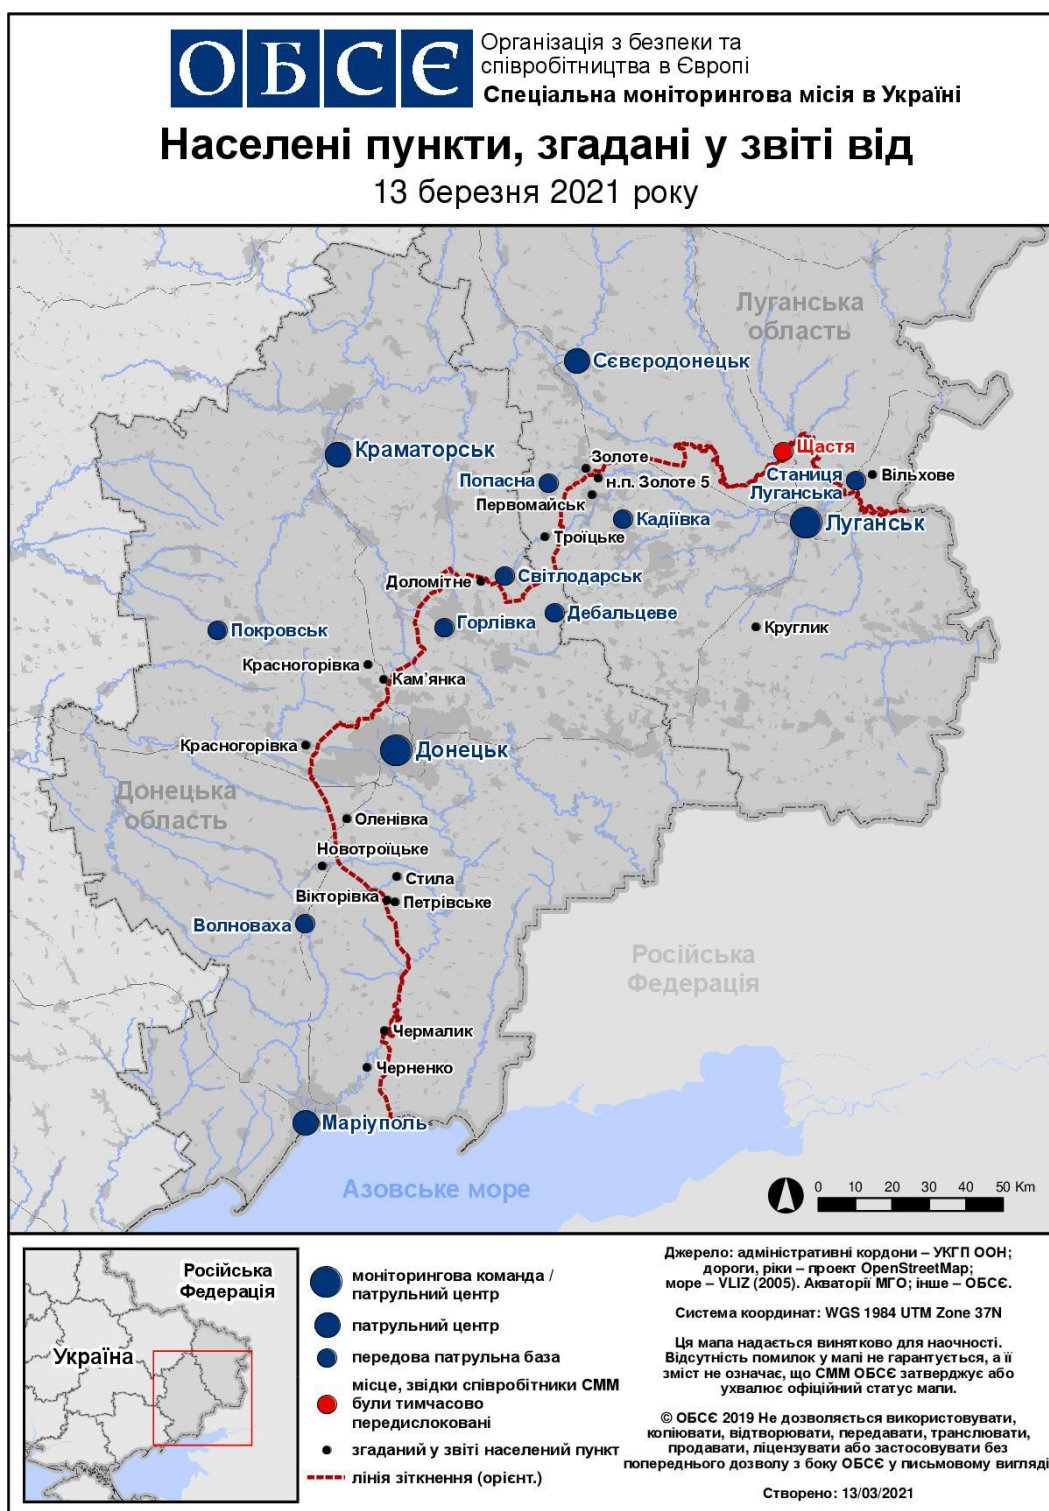 ОБСЄ
Організація з безпеки та
співробітництва в Європі
Спеціальна моніторингова місія в Україні
Населені пункти, згадані у звіті від
13 березня 2021 року
Луганська
область
Сєвєродонецьк
Краматорськ
Щастя
Золоте
Попасна
н.п. Золоте 5
Станиця
Луганська
Вільхове
Первомайськ
Кадіївка
Луганськ
Троїцьке
Доломітне
Світлодарськ
Дебальцеве
Горлівка
Покровськ
Круглик
Красногорівка
Кам'янка
Красногорівка
Донецьк
Донецька
область
Оленівка
Новотроїцьке
Стила
Вікторівка
Петрівське
Волноваха
Російська
Федерація
Чермалик
Черненко
Маріуполь
Азовське море
0 10 20 30 40 50 Km
Російська
Федерація
Україна
моніторингова команда /
патрульний центр
патрульний центр
передова патрульна база
місце, звідки співробітники СММ
були тимчасово
передислоковані
згаданий у звіті населений пункт
лінія зіткнення (орієнт.)
Джерело: адміністративні кордони – УКГП ООН;
дороги, ріки – проект OpenStreetMap;
море – VLIZ (2005). Акваторії МГО; інше – ОБСЄ.
Система координат: WGS 1984 UTM Zone 37N
Ця мапа надається винятково для наочності.
Відсутність помилок у мапі не гарантується, а її
зміст не означає, що СММ ОБСЄ затверджує або
ухвалює офіційний статус мапи.
© ОБСЄ 2019 Не дозволяється використовувати,
копіювати, відтворювати, передавати, транслювати,
продавати, ліцензувати або застосовувати без
попереднього дозволу з боку ОБСЄ у письмовому вигляді
Створено: 13/03/2021